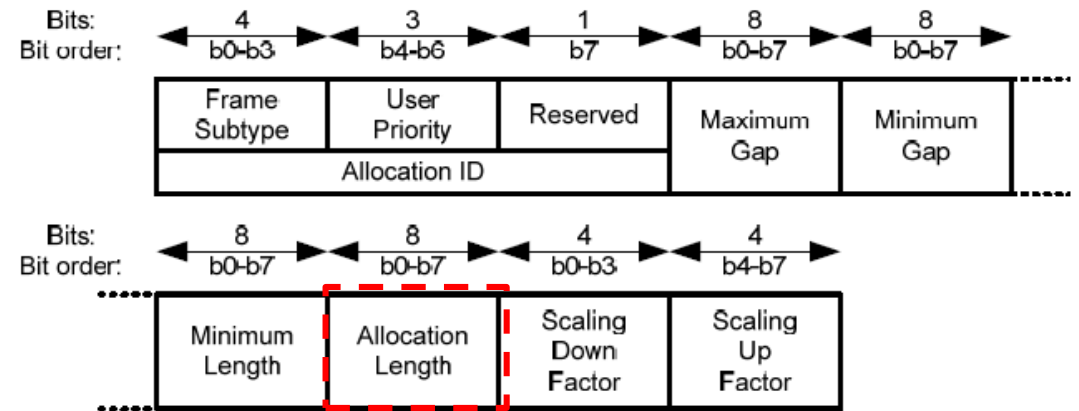 Bits: 4 3 1 8 8
Bit order: b0-b3 b4-b6 b7 b0-b7 b0-b7
Frame Subtype
User Priority
Reserved
Maximum Gap
Minimum Gap
Allocation ID
Bits: 8 8 4 4
Bit order: b0-b7 b0-b7 b0-b3 b4-b7
Minimum Length
Allocation Length
Scaling Down Factor
Scaling Up Factor